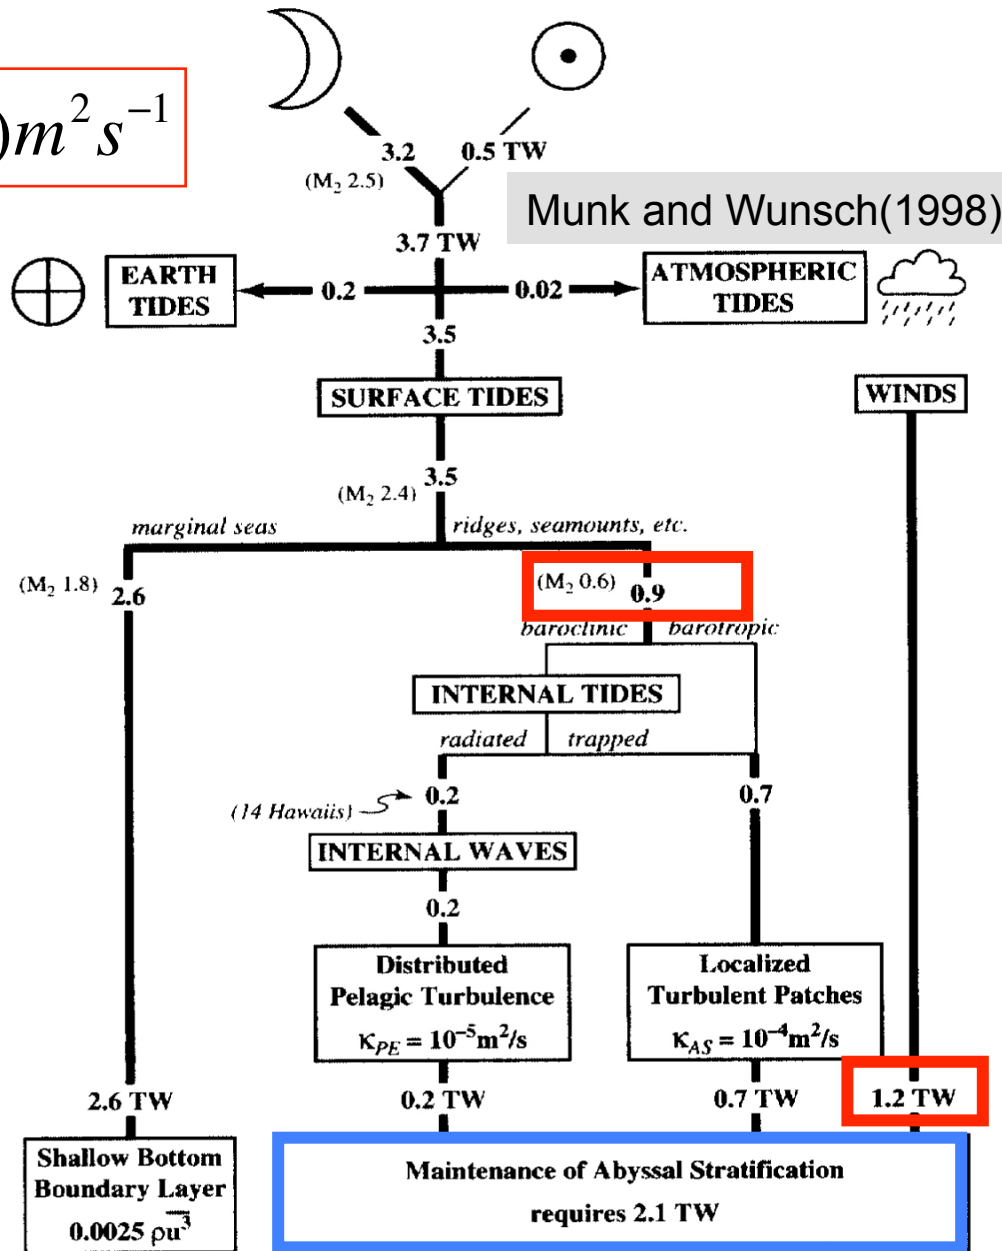 )m² s⁻¹
3.2 0.5 TW
(M₂ 2.5)
Munk and Wunsch(1998)
3.7 TW
EARTH
TIDES
0.2
0.02
ATMOSPHERIC
TIDES
3.5
SURFACE TIDES
WINDS
3.5
(M₂ 2.4)
marginal seas
ridges, seamounts, etc.
(M₂ 1.8) 2.6
(M₂ 0.6) 0.9
baroclinic barotropic
INTERNAL TIDES
radiated trapped
(14 Hawaiis) 0.2
0.7
INTERNAL WAVES
0.2
Distributed
Pelagic Turbulence
κPE = 10⁻⁵m²/s
Localized
Turbulent Patches
κAS = 10⁻⁴m²/s
2.6 TW
0.2 TW
0.7 TW
1.2 TW
Shallow Bottom
Boundary Layer
0.0025 ρu³
Maintenance of Abyssal Stratification
requires 2.1 TW